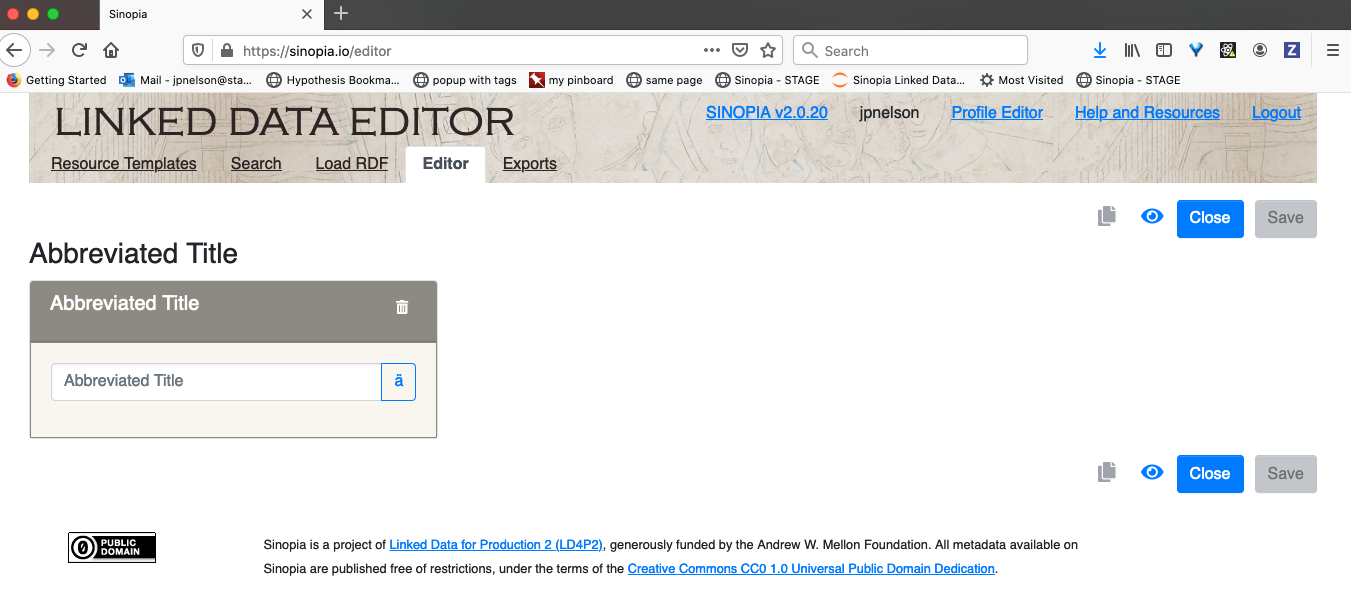 Sinopia
https://sinopia.io/editor
Search
Getting Started Mail - jpnelson@sta... Hypothesis Bookma... popup with tags my pinboard same page Sinopia - STAGE Sinopia Linked Data... Most Visited Sinopia - STAGE
LINKED DATA EDITOR
SINOPIA v2.0.20 jpnelson Profile Editor Help and Resources Logout
Resource Templates Search Load RDF Editor Exports
Close Save
Abbreviated Title
Abbreviated Title
Abbreviated Title ä
Close Save
PUBLIC
DOMAIN
Sinopia is a project of Linked Data for Production 2 (LD4P2), generously funded by the Andrew W. Mellon Foundation. All metadata available on
Sinopia are published free of restrictions, under the terms of the Creative Commons CC0 1.0 Universal Public Domain Dedication.